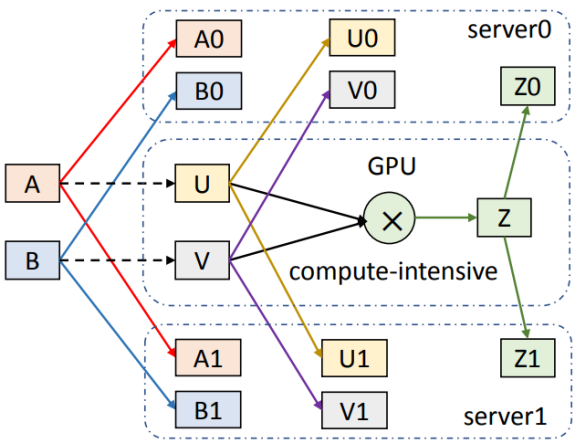 A0
U0
server0
B0
V0
Z0
GPU
A
U
×
Z
B
V
compute-intensive
A1
U1
Z1
B1
V1
server1